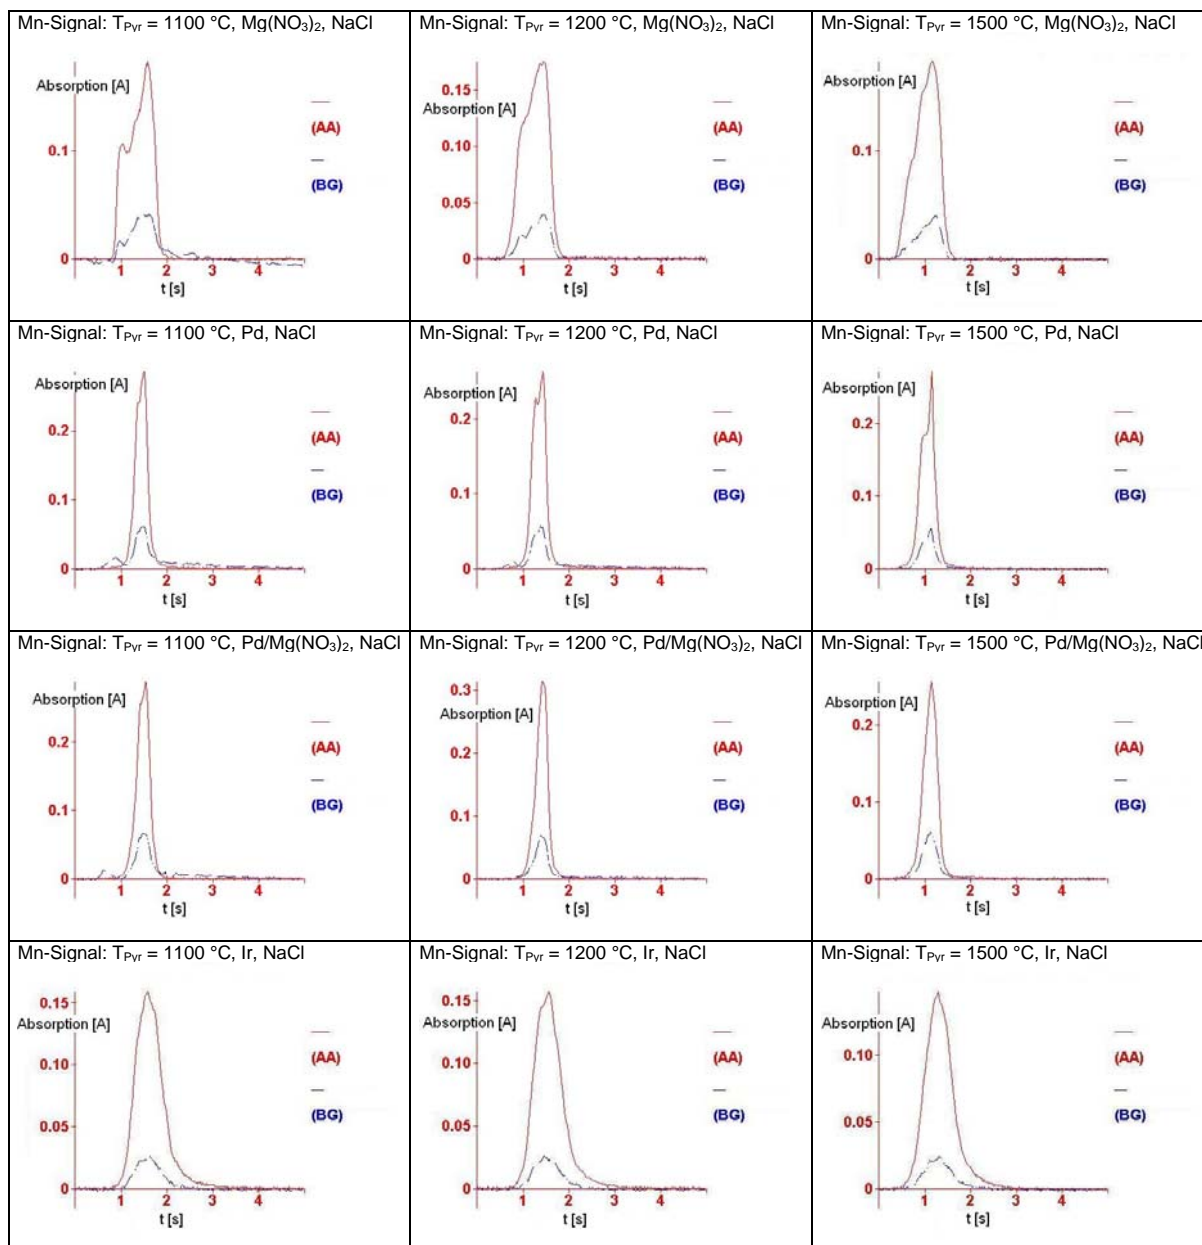 Mn-Signal: TPyr = 1100 °C, Mg(NO3)2, NaCl
Absorption [A]
0.1
0
1 2 3 4
t [s]
(AA)
(BG)
Mn-Signal: TPyr = 1200 °C, Mg(NO3)2, NaCl
0.15
Absorption [A]
0.10
0.05
0
1 2 3 4
t [s]
(AA)
(BG)
Mn-Signal: TPyr = 1500 °C, Mg(NO3)2, NaCl
Absorption [A]
0.1
0
1 2 3 4
t [s]
(AA)
(BG)
Mn-Signal: TPyr = 1100 °C, Pd, NaCl
Absorption [A]
0.2
0.1
0
1 2 3 4
t [s]
(AA)
(BG)
Mn-Signal: TPyr = 1200 °C, Pd, NaCl
Absorption [A]
0.2
0.1
0
1 2 3 4
t [s]
(AA)
(BG)
Mn-Signal: TPyr = 1500 °C, Pd, NaCl
Absorption [A]
0.2
0.1
0
1 2 3 4
t [s]
(AA)
(BG)
Mn-Signal: TPyr = 1100 °C, Pd/Mg(NO3)2, NaCl
Absorption [A]
0.2
0.1
0
1 2 3 4
t [s]
(AA)
(BG)
Mn-Signal: TPyr = 1200 °C, Pd/Mg(NO3)2, NaCl
0.3
Absorption [A]
0.2
0.1
0
1 2 3 4
t [s]
(AA)
(BG)
Mn-Signal: TPyr = 1500 °C, Pd/Mg(NO3)2, NaCl
Absorption [A]
0.2
0.1
0
1 2 3 4
t [s]
(AA)
(BG)
Mn-Signal: TPyr = 1100 °C, Ir, NaCl
0.15
Absorption [A]
0.10
0.05
0
1 2 3 4
t [s]
(AA)
(BG)
Mn-Signal: TPyr = 1200 °C, Ir, NaCl
0.15
Absorption [A]
0.10
0.05
0
1 2 3 4
t [s]
(AA)
(BG)
Mn-Signal: TPyr = 1500 °C, Ir, NaCl
Absorption [A]
0.10
0.05
0
1 2 3 4
t [s]
(AA)
(BG)